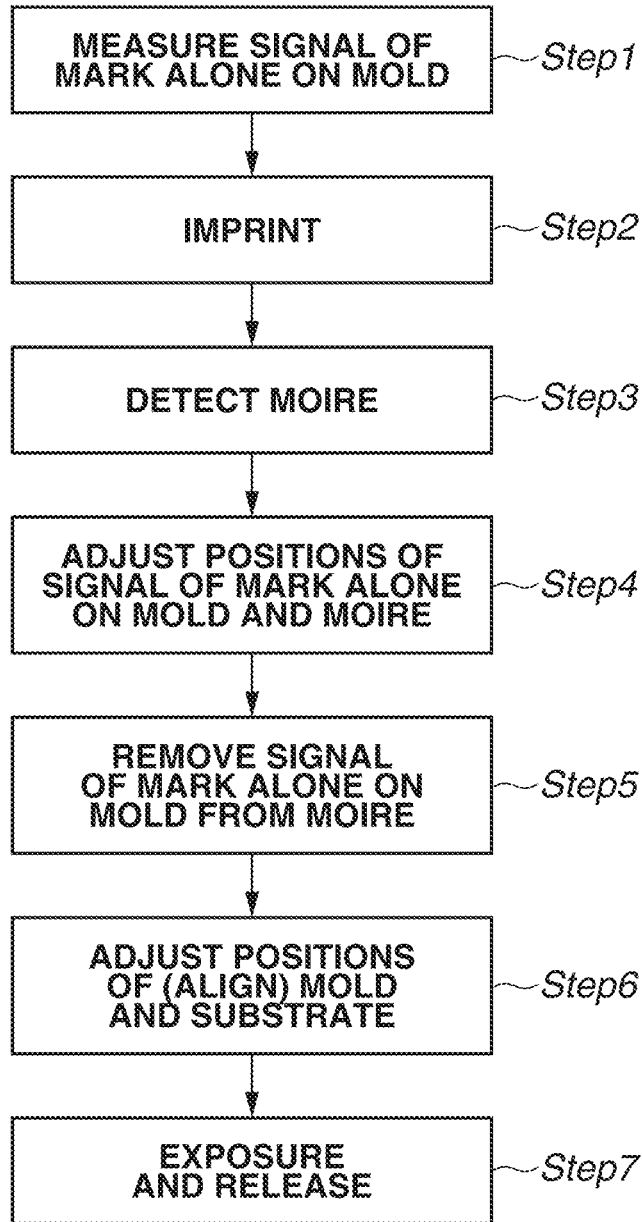 MEASURE SIGNAL OF
MARK ALONE ON MOLD
Step1
IMPRINT
Step2
DETECT MOIRE
Step3
ADJUST POSITIONS OF
SIGNAL OF MARK ALONE
ON MOLD AND MOIRE
Step4
REMOVE SIGNAL
OF MARK ALONE ON
MOLD FROM MOIRE
Step5
ADJUST POSITIONS
OF (ALIGN) MOLD
AND SUBSTRATE
Step6
EXPOSURE
AND RELEASE
Step7